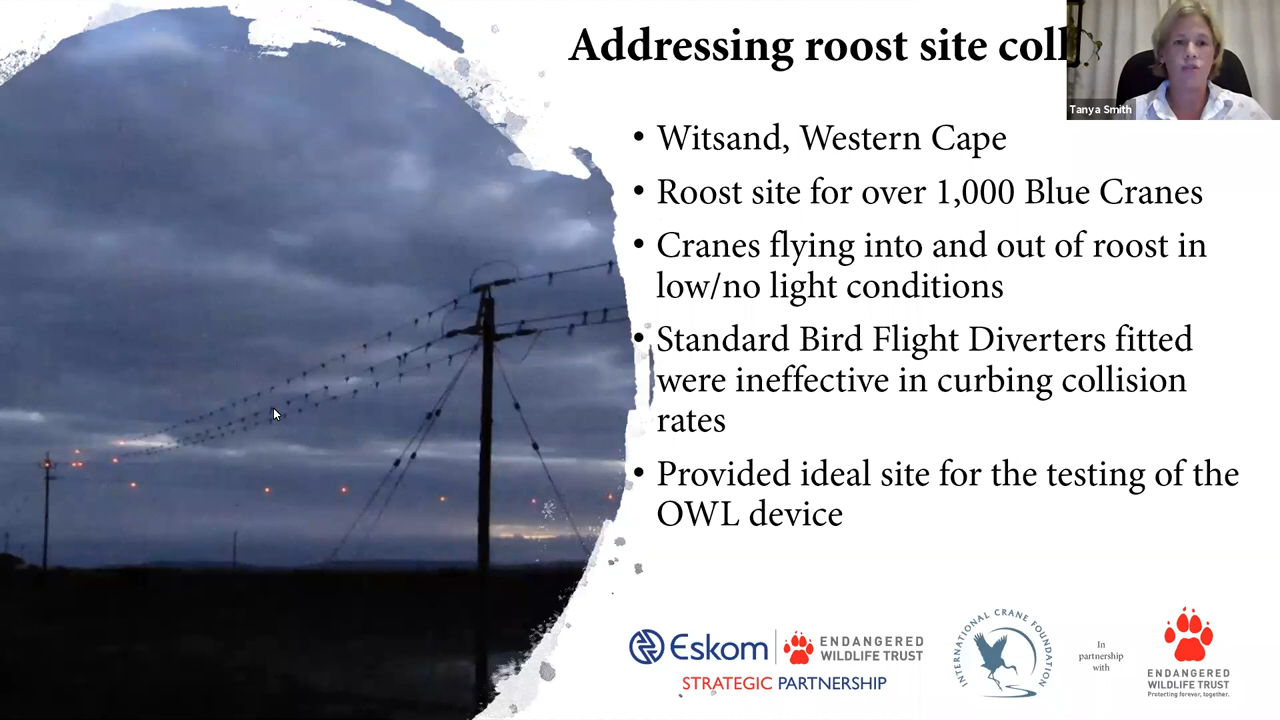 Addressing roost site coll
Tanya Smith
• Witsand, Western Cape
• Roost site for over 1,000 Blue Cranes
• Cranes flying into and out of roost in
low/no light conditions
• Standard Bird Flight Diverters fitted
were ineffective in curbing collision
rates
• Provided ideal site for the testing of the
OWL device
Eskom
ENDANGERED
WILDLIFE TRUST
STRATEGIC PARTNERSHIP
INTERNATIONAL CRANE FOUNDATION
In
partnership
with
ENDANGERED
WILDLIFE TRUST
Protecting forever, together.